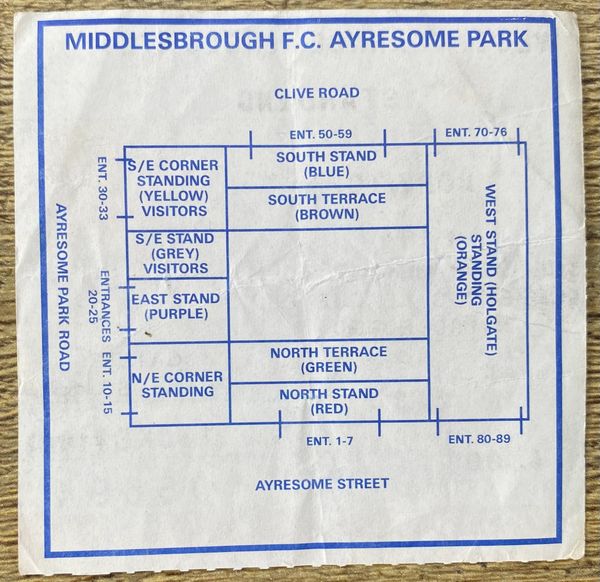 MIDDLESBROUGH F.C. AYRESOME PARK
CLIVE ROAD
ENT. 50-59
ENT. 70-76
S/E CORNER
STANDING
(YELLOW)
VISITORS
SOUTH STAND
(BLUE)
SOUTH TERRACE
(BROWN)
ENT. 30-33
S/E STAND
(GREY)
VISITORS
EAST STAND
(PURPLE)
ENTRANCES
20-25
AYRESOME PARK ROAD
WEST STAND (HOLGATE)
STANDING
(ORANGE)
NORTH TERRACE
(GREEN)
NORTH STAND
(RED)
N/E CORNER
STANDING
ENT. 10-15
ENT. 1-7
ENT. 80-89
AYRESOME STREET